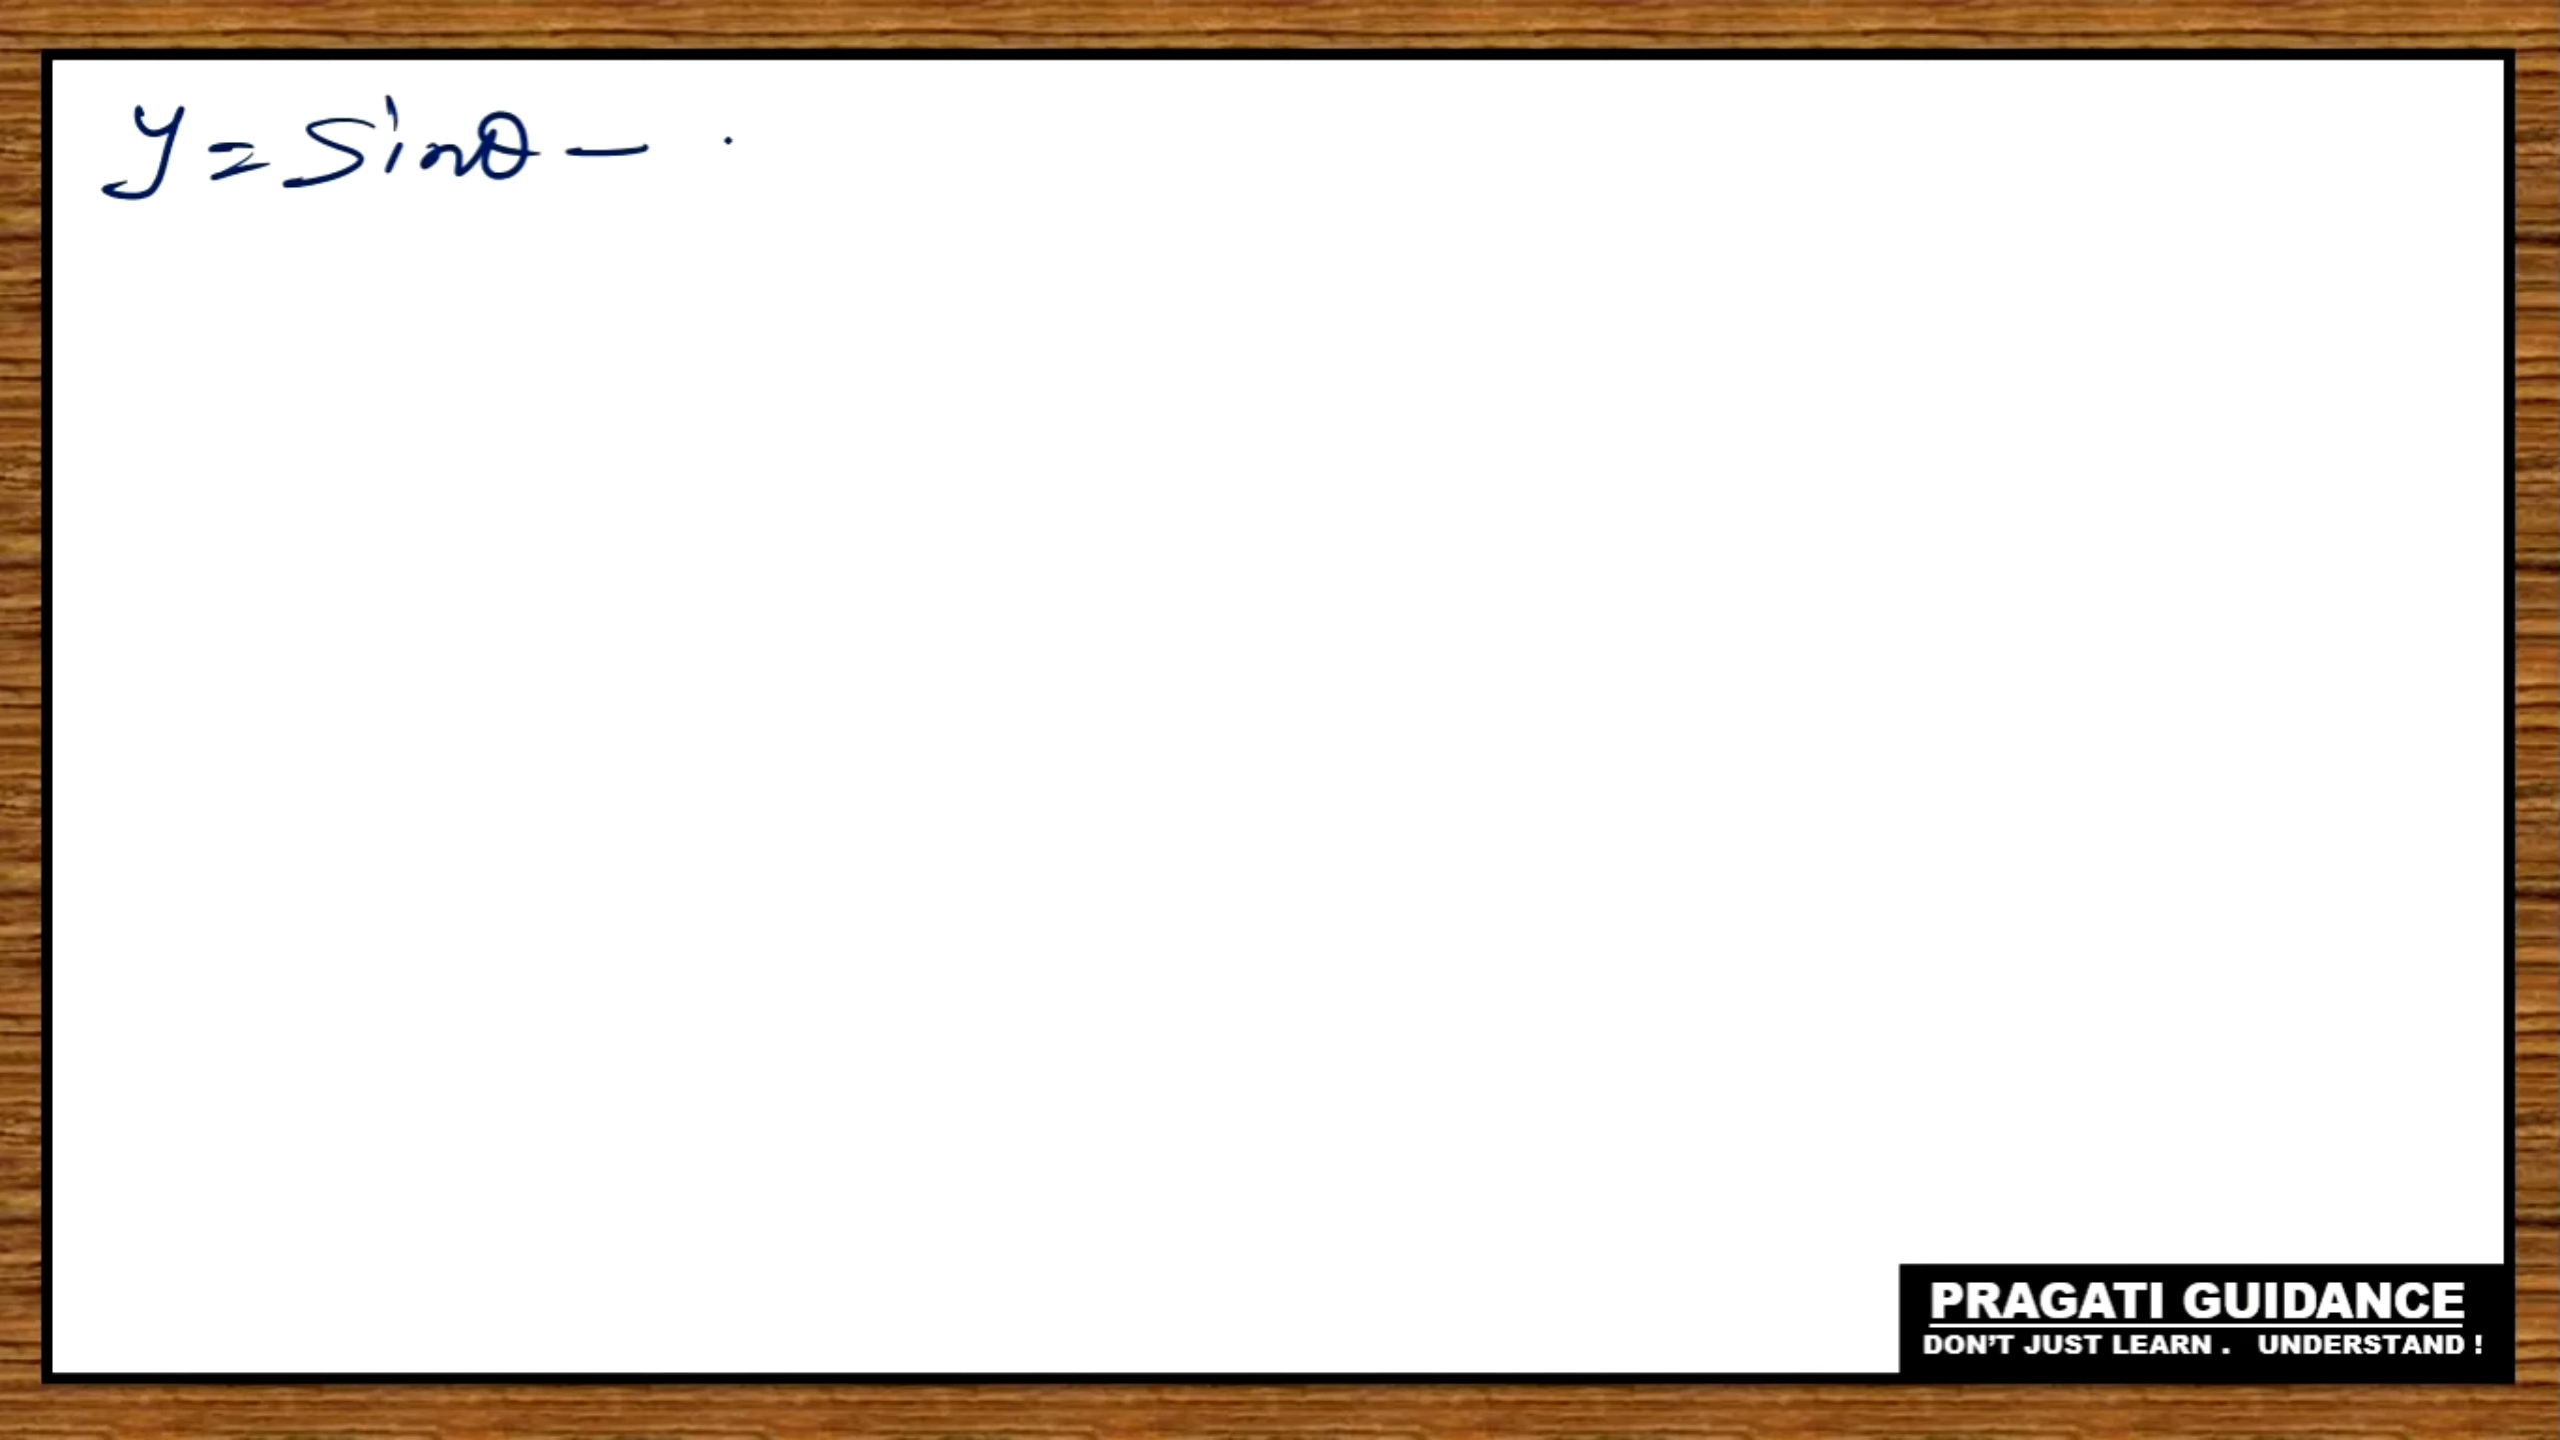 y = sinθ —
PRAGATI GUIDANCE
DON'T JUST LEARN . UNDERSTAND !